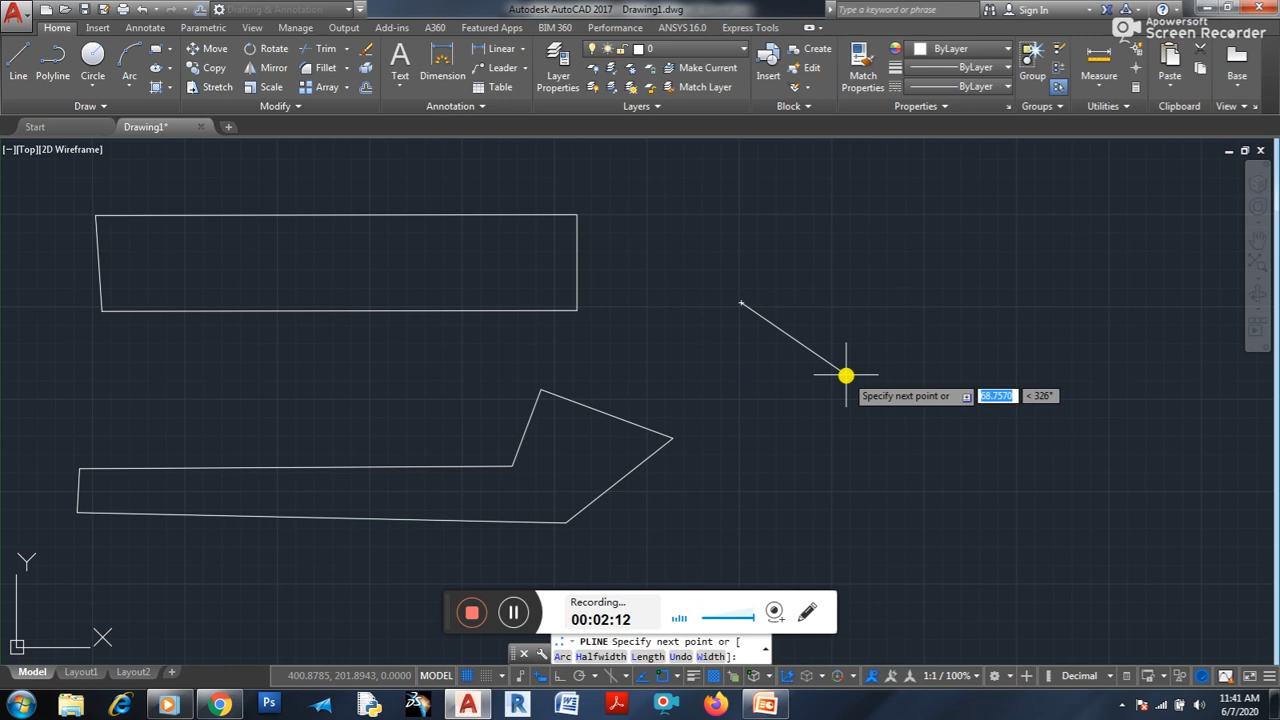 Autodesk AutoCAD 2017 Drawing1.dwg
Drafting & Annotation
Type a keyword or phrase
Sign In
Apowersoft
Screen Recorder
Home Insert Annotate Parametric View Manage Output Add-ins A360 Featured Apps BIM 360 Performance ANSYS 16.0 Express Tools
Line Polyline Circle Arc
Move Rotate Trim
Copy Mirror Fillet
Stretch Scale Array
Text Dimension
Linear
Leader
Table
Layer
Properties
0
Make Current
Match Layer
Insert
Create
Edit
Match
Properties
ByLayer
ByLayer
ByLayer
Group
Measure
Paste
Base
Draw Modify Annotation Layers Block Properties Groups Utilities Clipboard View
Start Drawing1*
[−][Top][2D Wireframe]
Specify next point or 68.7570 < 326°
Y
X
Recording...
00:02:12
PLINE Specify next point or [
Arc Halfwidth Length Undo Width]:
Model Layout1 Layout2
400.8785, 201.8943, 0.0000 MODEL
1:1 / 100%
Decimal
11:41 AM
6/7/2020